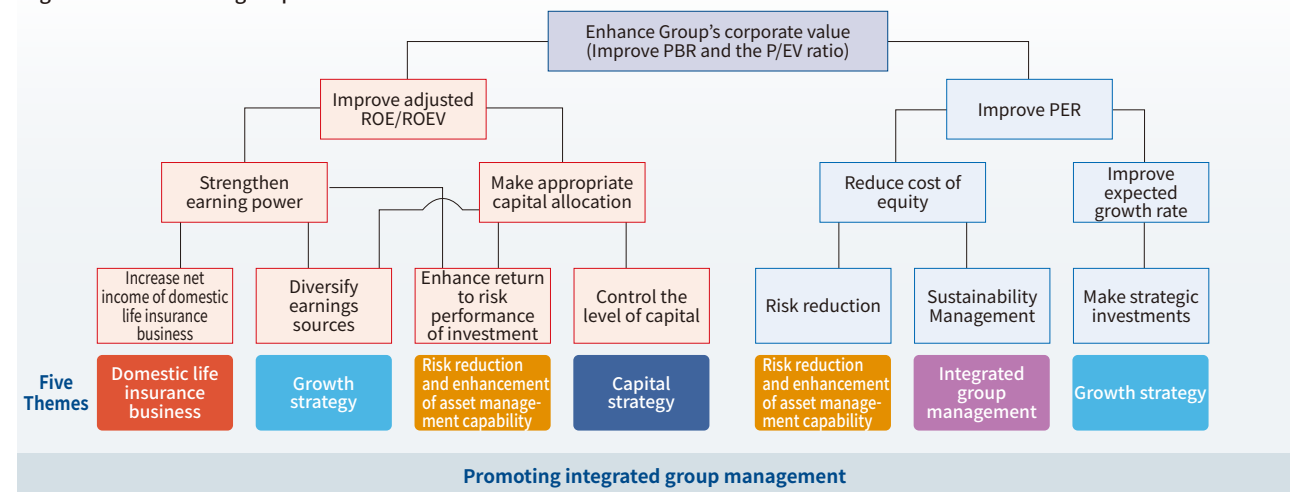 Enhance Group's corporate value
(Improve PBR and the P/EV ratio)
Improve adjusted
ROE/ROEV
Improve PER
Strengthen
earning power
Make appropriate
capital allocation
Reduce cost of
equity
Improve
expected
growth rate
Increase net
income of domestic
life insurance
business
Diversify
earnings
sources
Enhance return
to risk
performance
of investment
Control the
level of capital
Risk reduction
Sustainability
Management
Make strategic
investments
Five
Themes
Domestic life
insurance
business
Growth
strategy
Risk reduction
and enhancement
of asset manage-
ment capability
Capital
strategy
Risk reduction
and enhancement
of asset manage-
ment capability
Integrated
group
management
Growth strategy
Promoting integrated group management